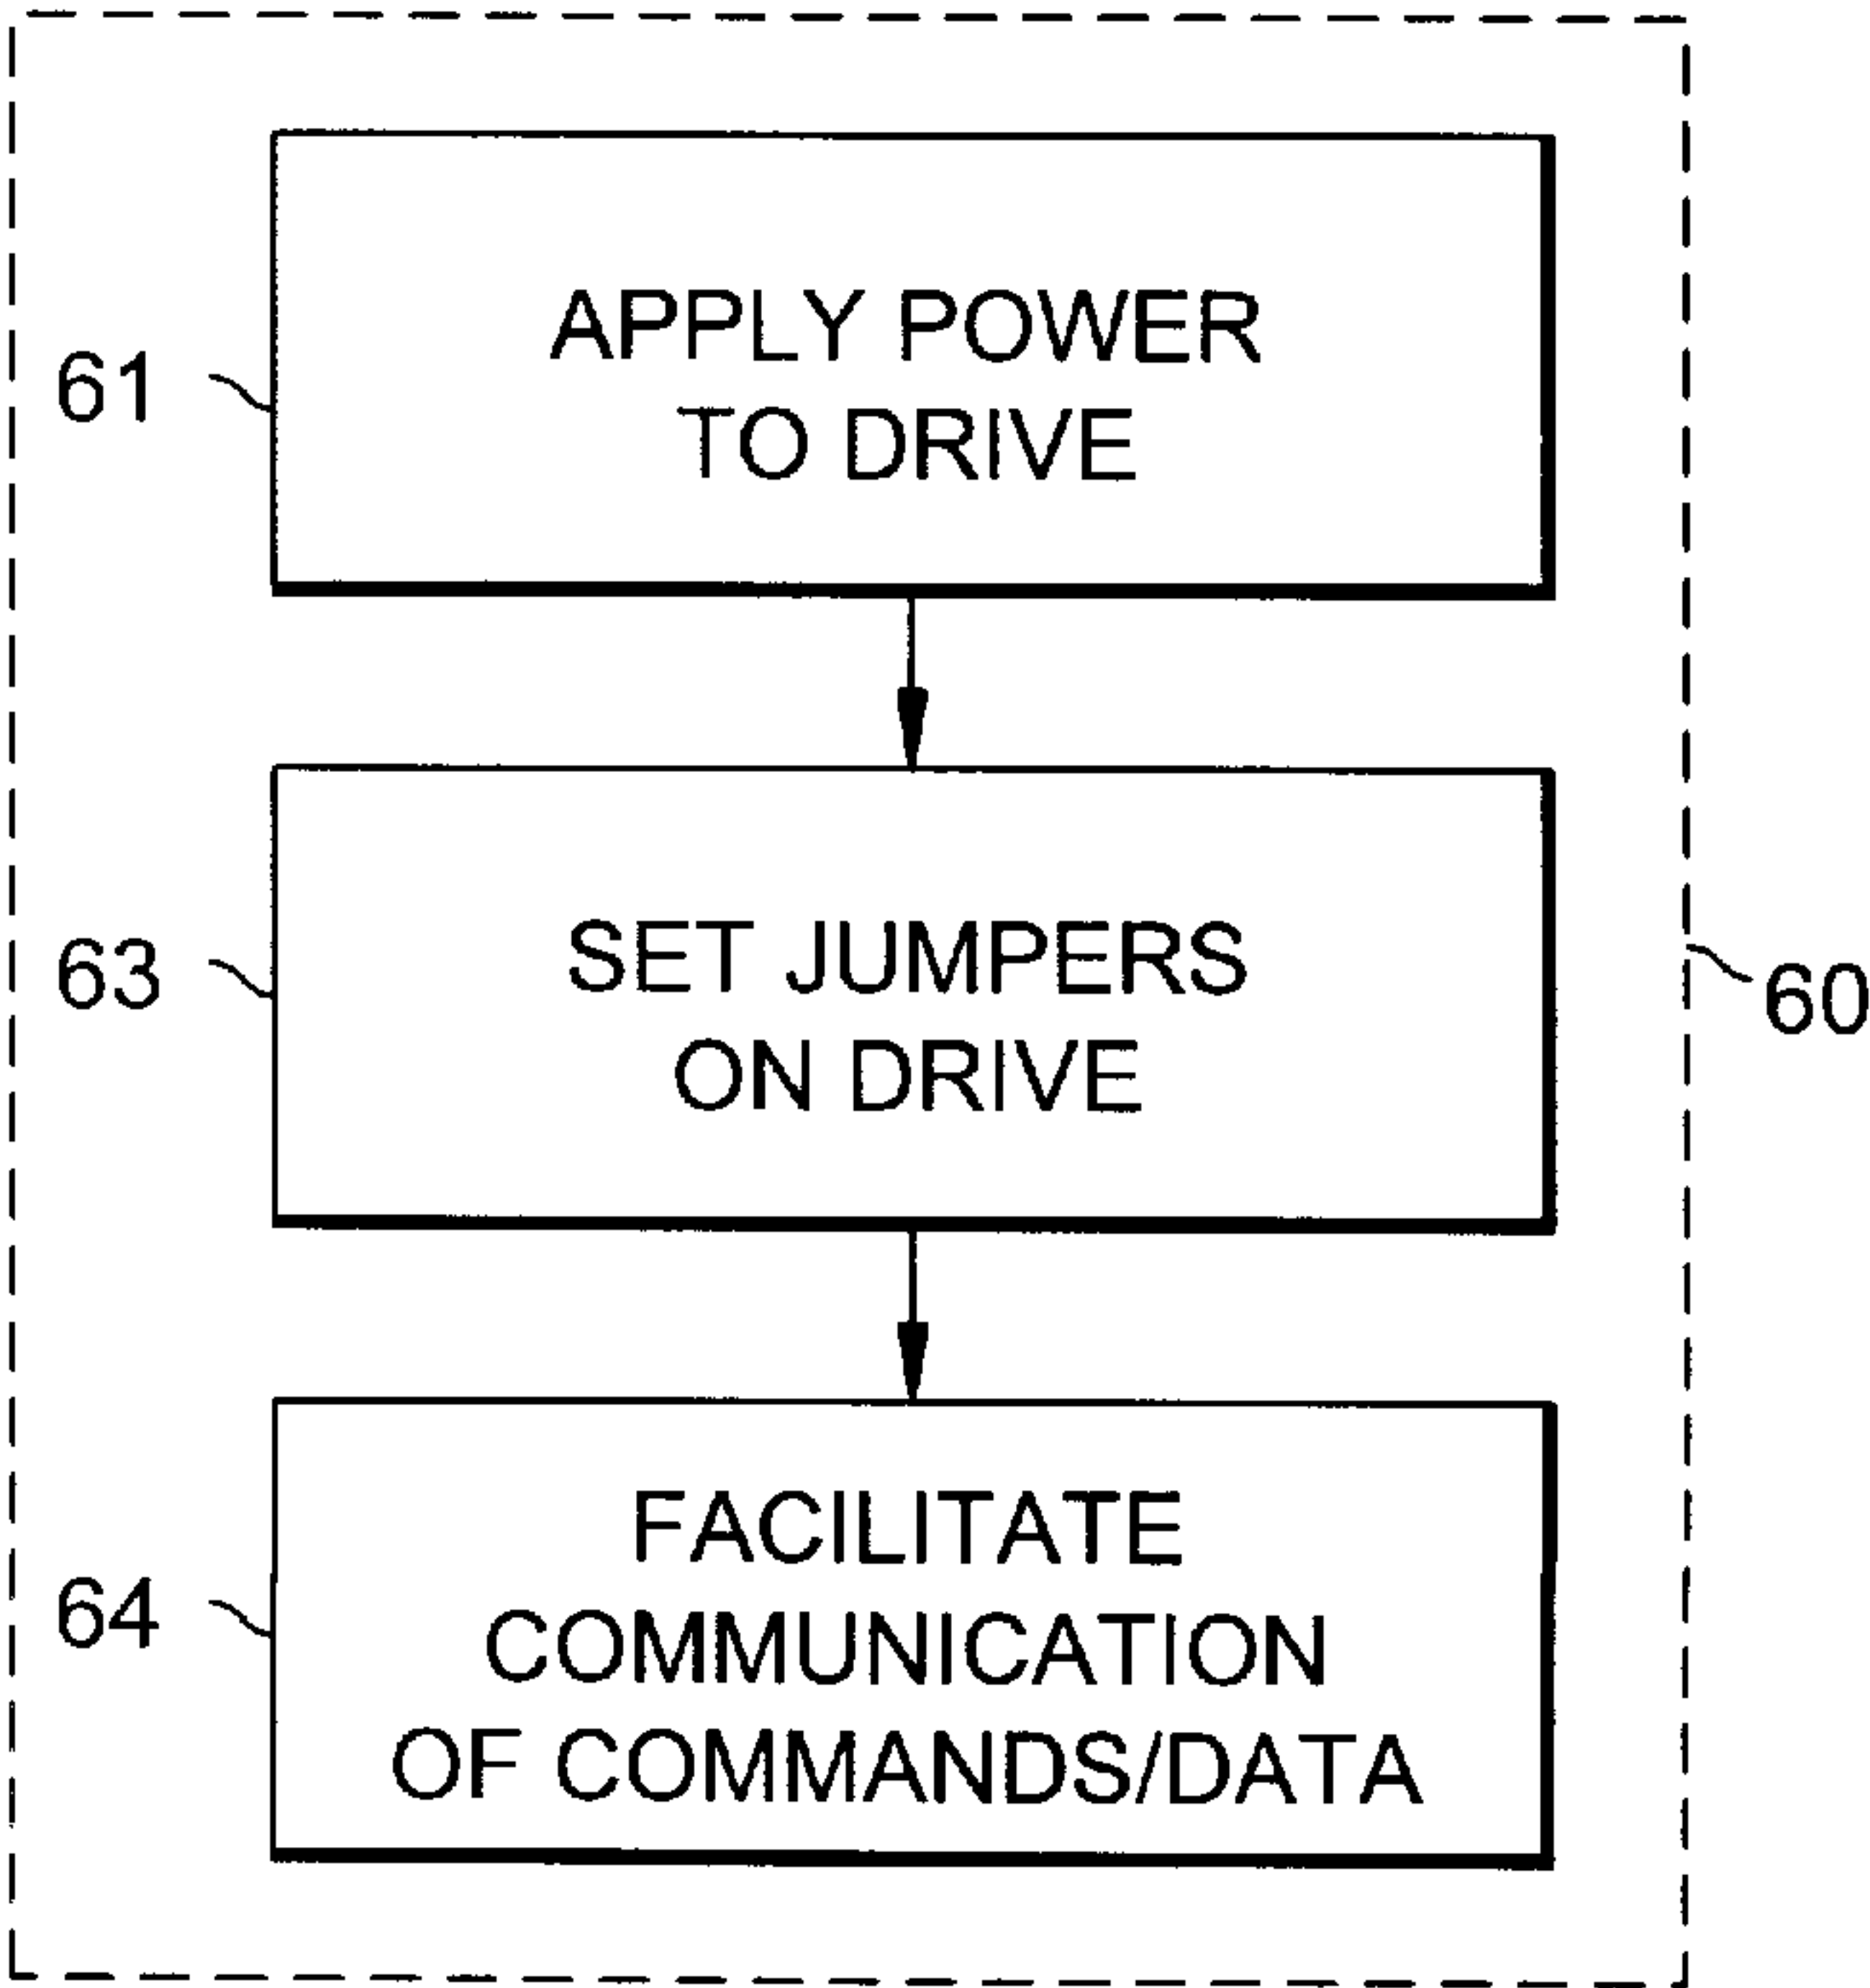 APPLY POWER
TO DRIVE
61
SET JUMPERS
ON DRIVE
63
60
FACILITATE
COMMUNICATION
OF COMMANDS/DATA
64